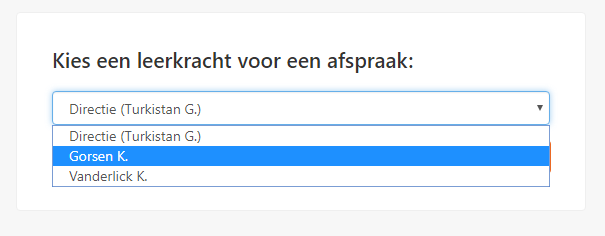 Kies een leerkracht voor een afspraak:
Directie (Turkistan G.)
Directie (Turkistan G.)
Gorsen K.
Vanderlick K.